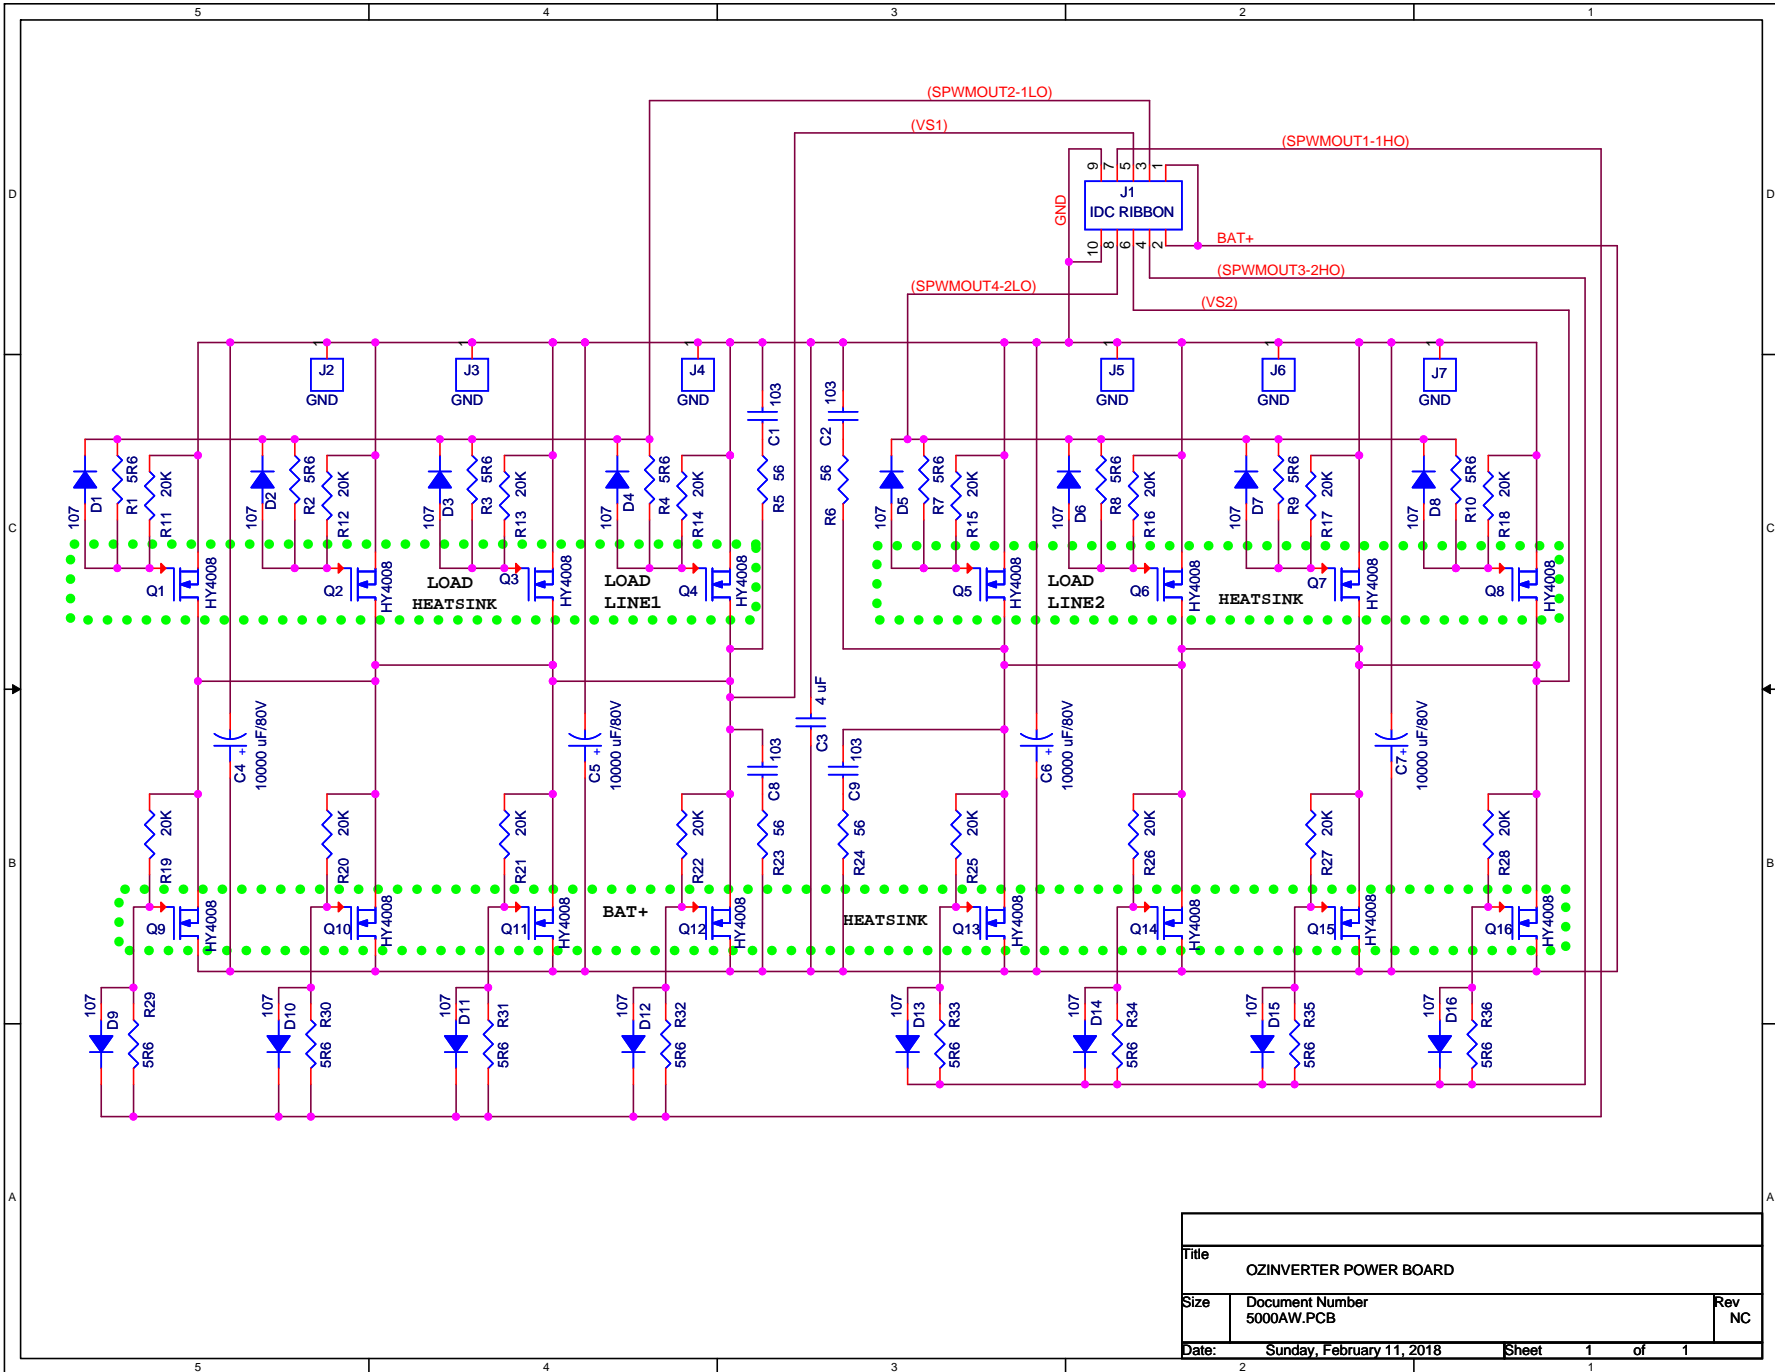 5 4 3 2 1
(SPWMOUT2-1LO)
(VS1)
(SPWMOUT1-1HO)
9 7 5 3 1
D D
J1
IDC RIBBON
GND
10 8 6 4 2
BAT+
(SPWMOUT3-2HO)
(SPWMOUT4-2LO)
(VS2)
1 1 1 1 1 1
J2 J3 J4 J5 J6 J7
GND GND GND GND GND GND
C1 103
C2 103
R5 56
R6 56
D1 107 R1 5R6 R11 20K
D2 107 R2 5R6 R12 20K
D3 107 R3 5R6 R13 20K
D4 107 R4 5R6 R14 20K
D5 107 R7 5R6 R15 20K
D6 107 R8 5R6 R16 20K
D7 107 R9 5R6 R17 20K
D8 107 R10 5R6 R18 20K
C C
Q1 HY4008
Q2 HY4008
LOAD
HEATSINK
Q3 HY4008
LOAD
LINE1
Q4 HY4008
Q5 HY4008
LOAD
LINE2
Q6 HY4008
HEATSINK
Q7 HY4008
Q8 HY4008
C4 + 10000 uF/80V
C5 + 10000 uF/80V
C3 4 uF
C6 + 10000 uF/80V
C7 + 10000 uF/80V
C8 103
C9 103
R19 20K
R20 20K
R21 20K
R22 20K
R23 56
R24 56
R25 20K
R26 20K
R27 20K
R28 20K
B B
Q9 HY4008
Q10 HY4008
Q11 HY4008
BAT+
Q12 HY4008
HEATSINK
Q13 HY4008
Q14 HY4008
Q15 HY4008
Q16 HY4008
107 D9 R29 5R6
107 D10 R30 5R6
107 D11 R31 5R6
107 D12 R32 5R6
107 D13 R33 5R6
107 D14 R34 5R6
107 D15 R35 5R6
107 D16 R36 5R6
A A
Title
OZINVERTER POWER BOARD
Size Document Number Rev
5000AW.PCB NC
Date: Sunday, February 11, 2018 Sheet 1 of 1
5 4 3 2 1